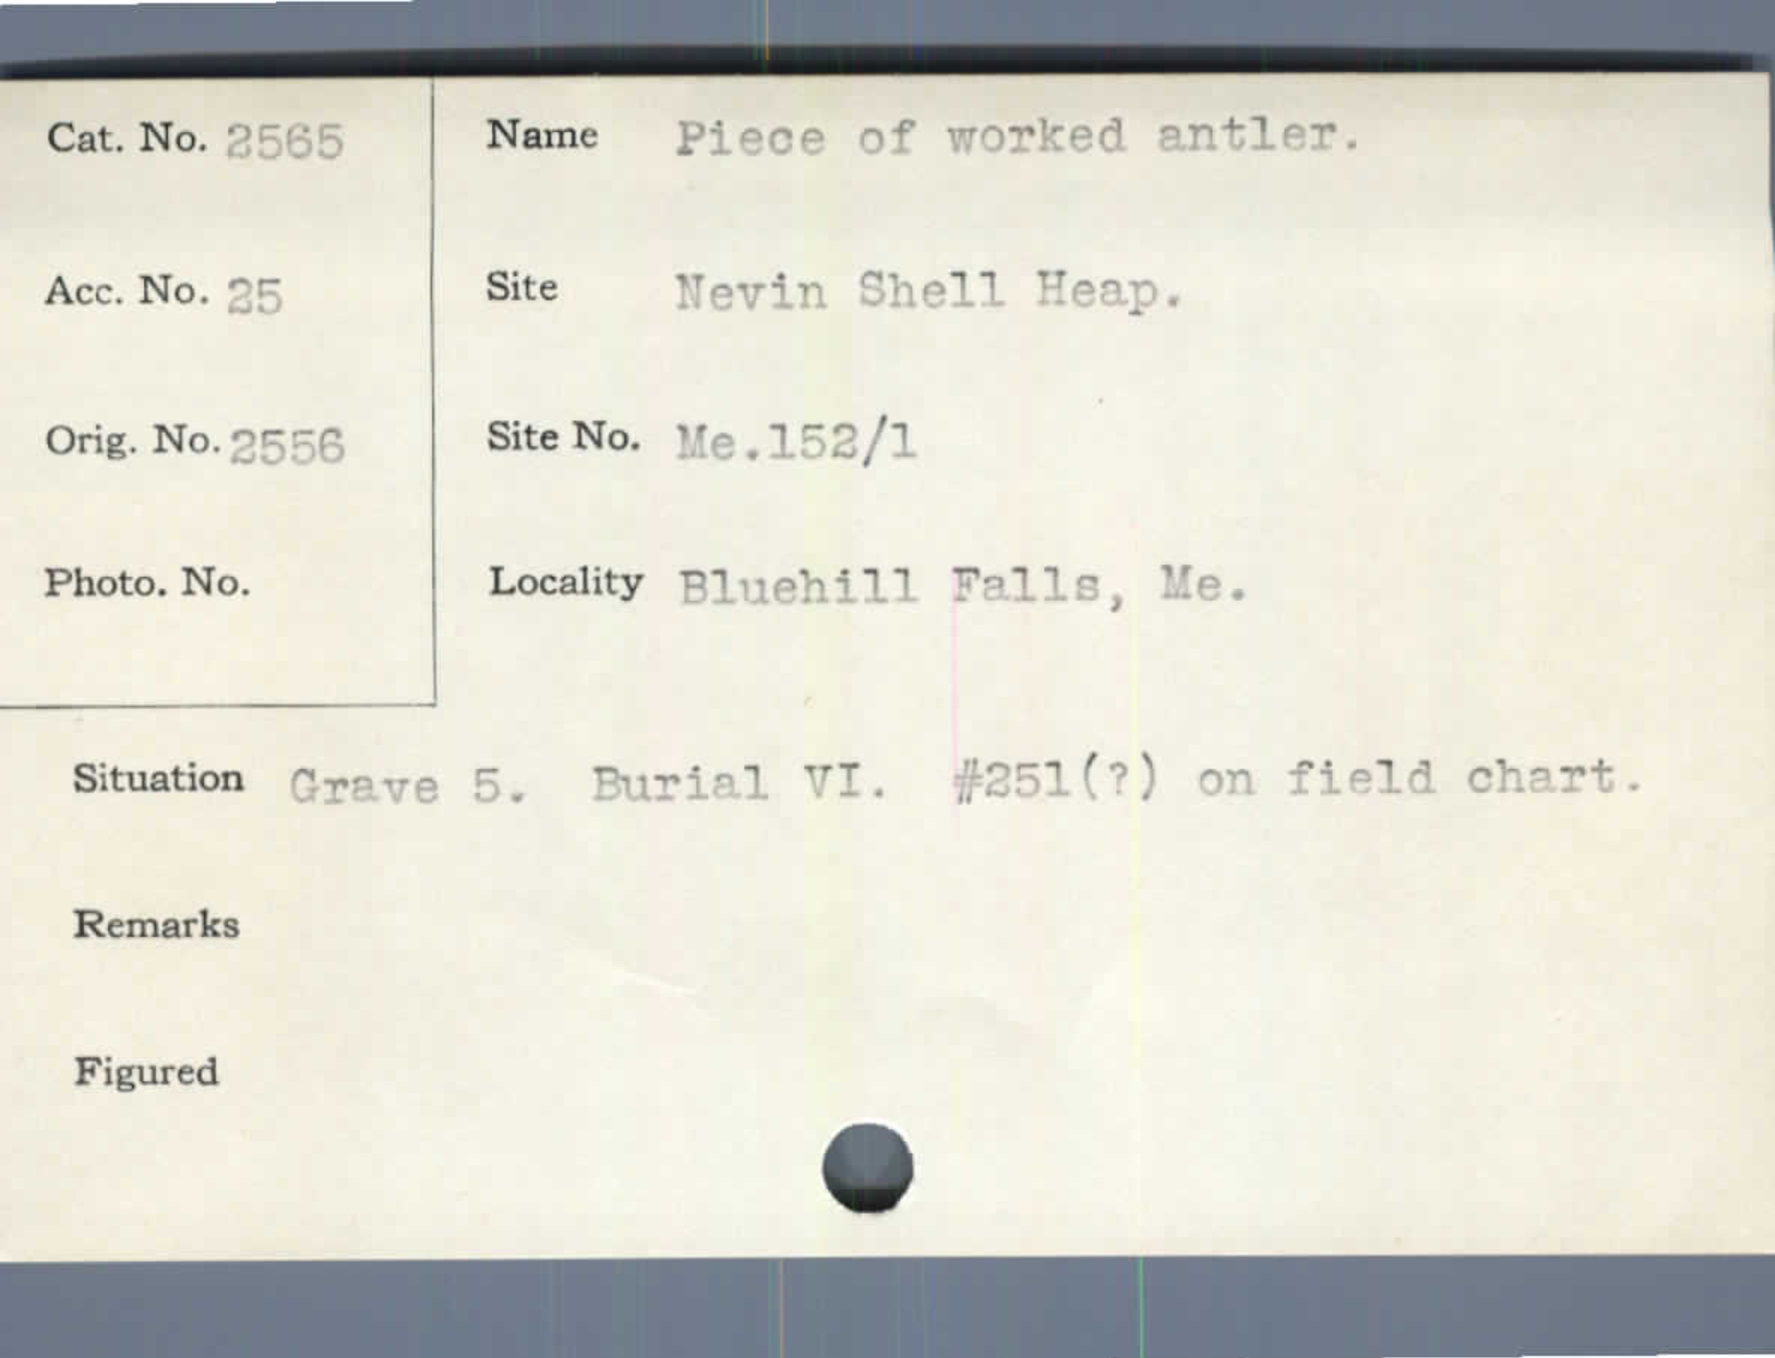 Cat. No. 2565
Name Piece of worked antler.
Acc. No. 25
Site Nevin Shell Heap.
Orig. No. 2556
Site No. Me.152/1
Photo. No.
Locality Bluehill Falls, Me.
Situation Grave 5. Burial VI. #251(?) on field chart.
Remarks
Figured